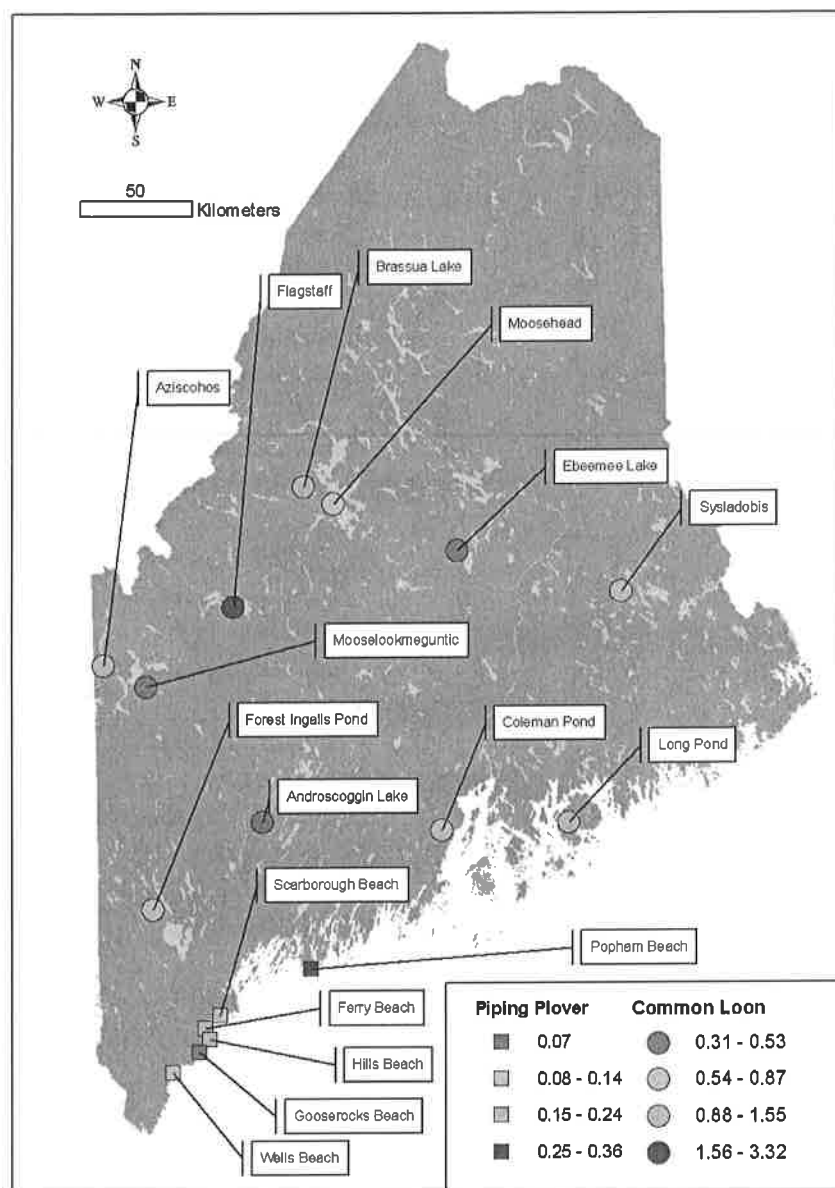 N
W E
S
50
Kilometers
Brassua Lake
Flagstaff
Moosehead
Aziscohos
Ebeemee Lake
Sysladobis
Mooselookmeguntic
Forest Ingalls Pond
Coleman Pond
Long Pond
Androscoggin Lake
Scarborough Beach
Popham Beach
Ferry Beach
Hills Beach
Gooserocks Beach
Wells Beach
Piping Plover Common Loon
0.07 0.31 - 0.53
0.08 - 0.14 0.54 - 0.87
0.15 - 0.24 0.88 - 1.55
0.25 - 0.36 1.56 - 3.32